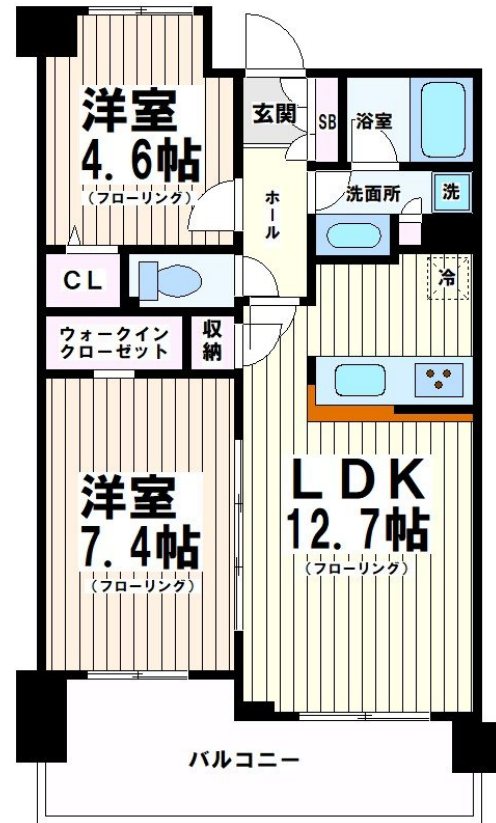 洋室
4.6帖
(フローリング)
玄関
SB
浴室
洗面所
洗
ホール
CL
冷
ウォークイン
クローゼット
収納
洋室
7.4帖
(フローリング)
LDK
12.7帖
(フローリング)
バルコニー